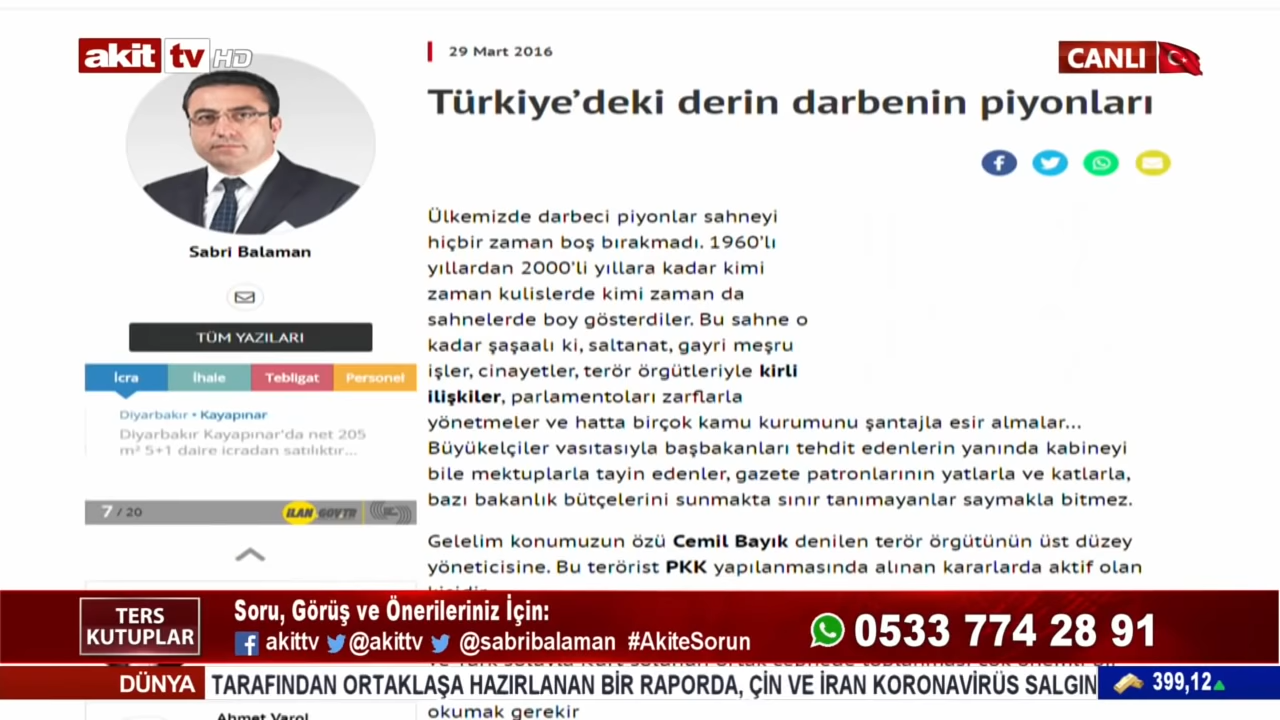 akit tv HD
CANLI
29 Mart 2016
Türkiye'deki derin darbenin piyonları
Sabri Balaman
TÜM YAZILARI
İcra İhale Tebligat Personel
Diyarbakır • Kayapınar
Diyarbakır Kayapınar'da net 205
m² 5+1 daire icradan satılıktır...
7 / 20
ILAN.GOV.TR
Ülkemizde darbeci piyonlar sahneyi
hiçbir zaman boş bırakmadı. 1960'lı
yıllardan 2000'li yıllara kadar kimi
zaman kulislerde kimi zaman da
sahnelerde boy gösterdiler. Bu sahne o
kadar şaşaalı ki, saltanat, gayri meşru
işler, cinayetler, terör örgütleriyle kirli
ilişkiler, parlamentoları zarflarla
yönetmeler ve hatta birçok kamu kurumunu şantajla esir almalar...
Büyükelçiler vasıtasıyla başbakanları tehdit edenlerin yanında kabineyi
bile mektuplarla tayin edenler, gazete patronlarının yatlarla ve katlarla,
bazı bakanlık bütçelerini sunmakta sınır tanımayanlar saymakla bitmez.
Gelelim konumuzun özü Cemil Bayık denilen terör örgütünün üst düzey
yöneticisine. Bu terörist PKK yapılanmasında alınan kararlarda aktif olan
TERS
KUTUPLAR
Soru, Görüş ve Önerileriniz İçin:
akittv @akittv @sabribalaman #AkiteSorun
0533 774 28 91
DÜNYA
TARAFINDAN ORTAKLAŞA HAZIRLANAN BİR RAPORDA, ÇİN VE İRAN KORONAVİRÜS SALGIN
399,12
Ahmet Varol
okumak gerekir